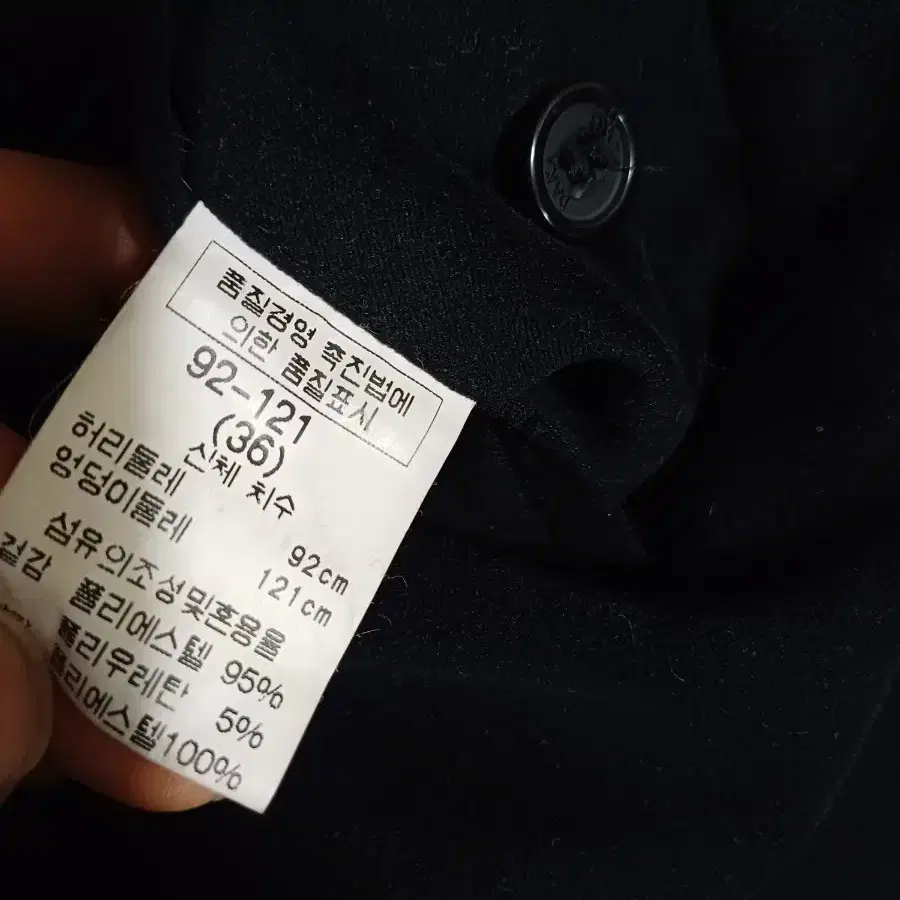 품질경영 촉진법에
의한 품질표시
92-121
(36)
신체 치수
허리둘레 92cm
엉덩이둘레 121cm
섬유의조성및혼용율
겉감 폴리에스텔 95%
폴리우레탄 5%
폴리에스텔100%